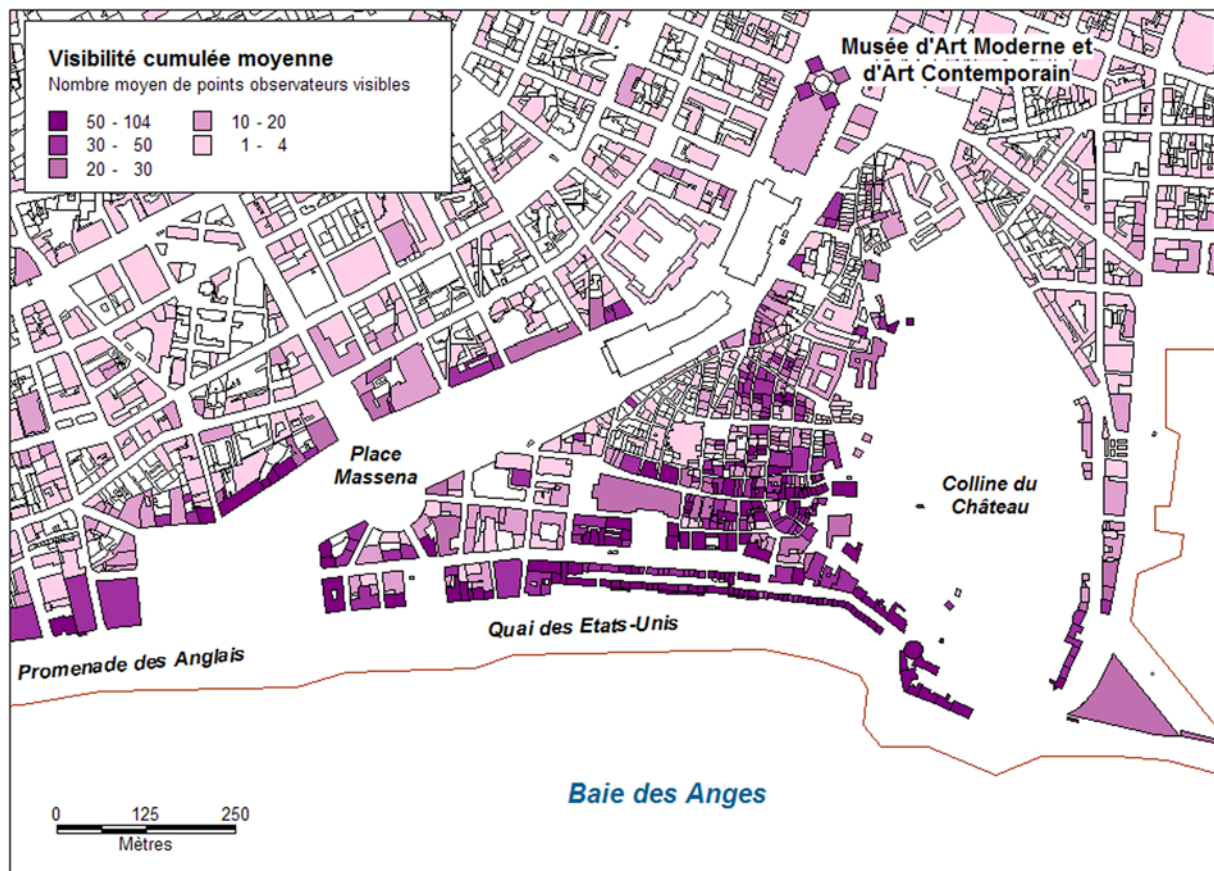 Visibilité cumulée moyenne
Nombre moyen de points observateurs visibles
50 - 104
30 - 50
20 - 30
10 - 20
1 - 4
Musée d'Art Moderne et
d'Art Contemporain
Place
Massena
Colline du
Château
Quai des Etats-Unis
Promenade des Anglais
Baie des Anges
0 125 250
Mètres